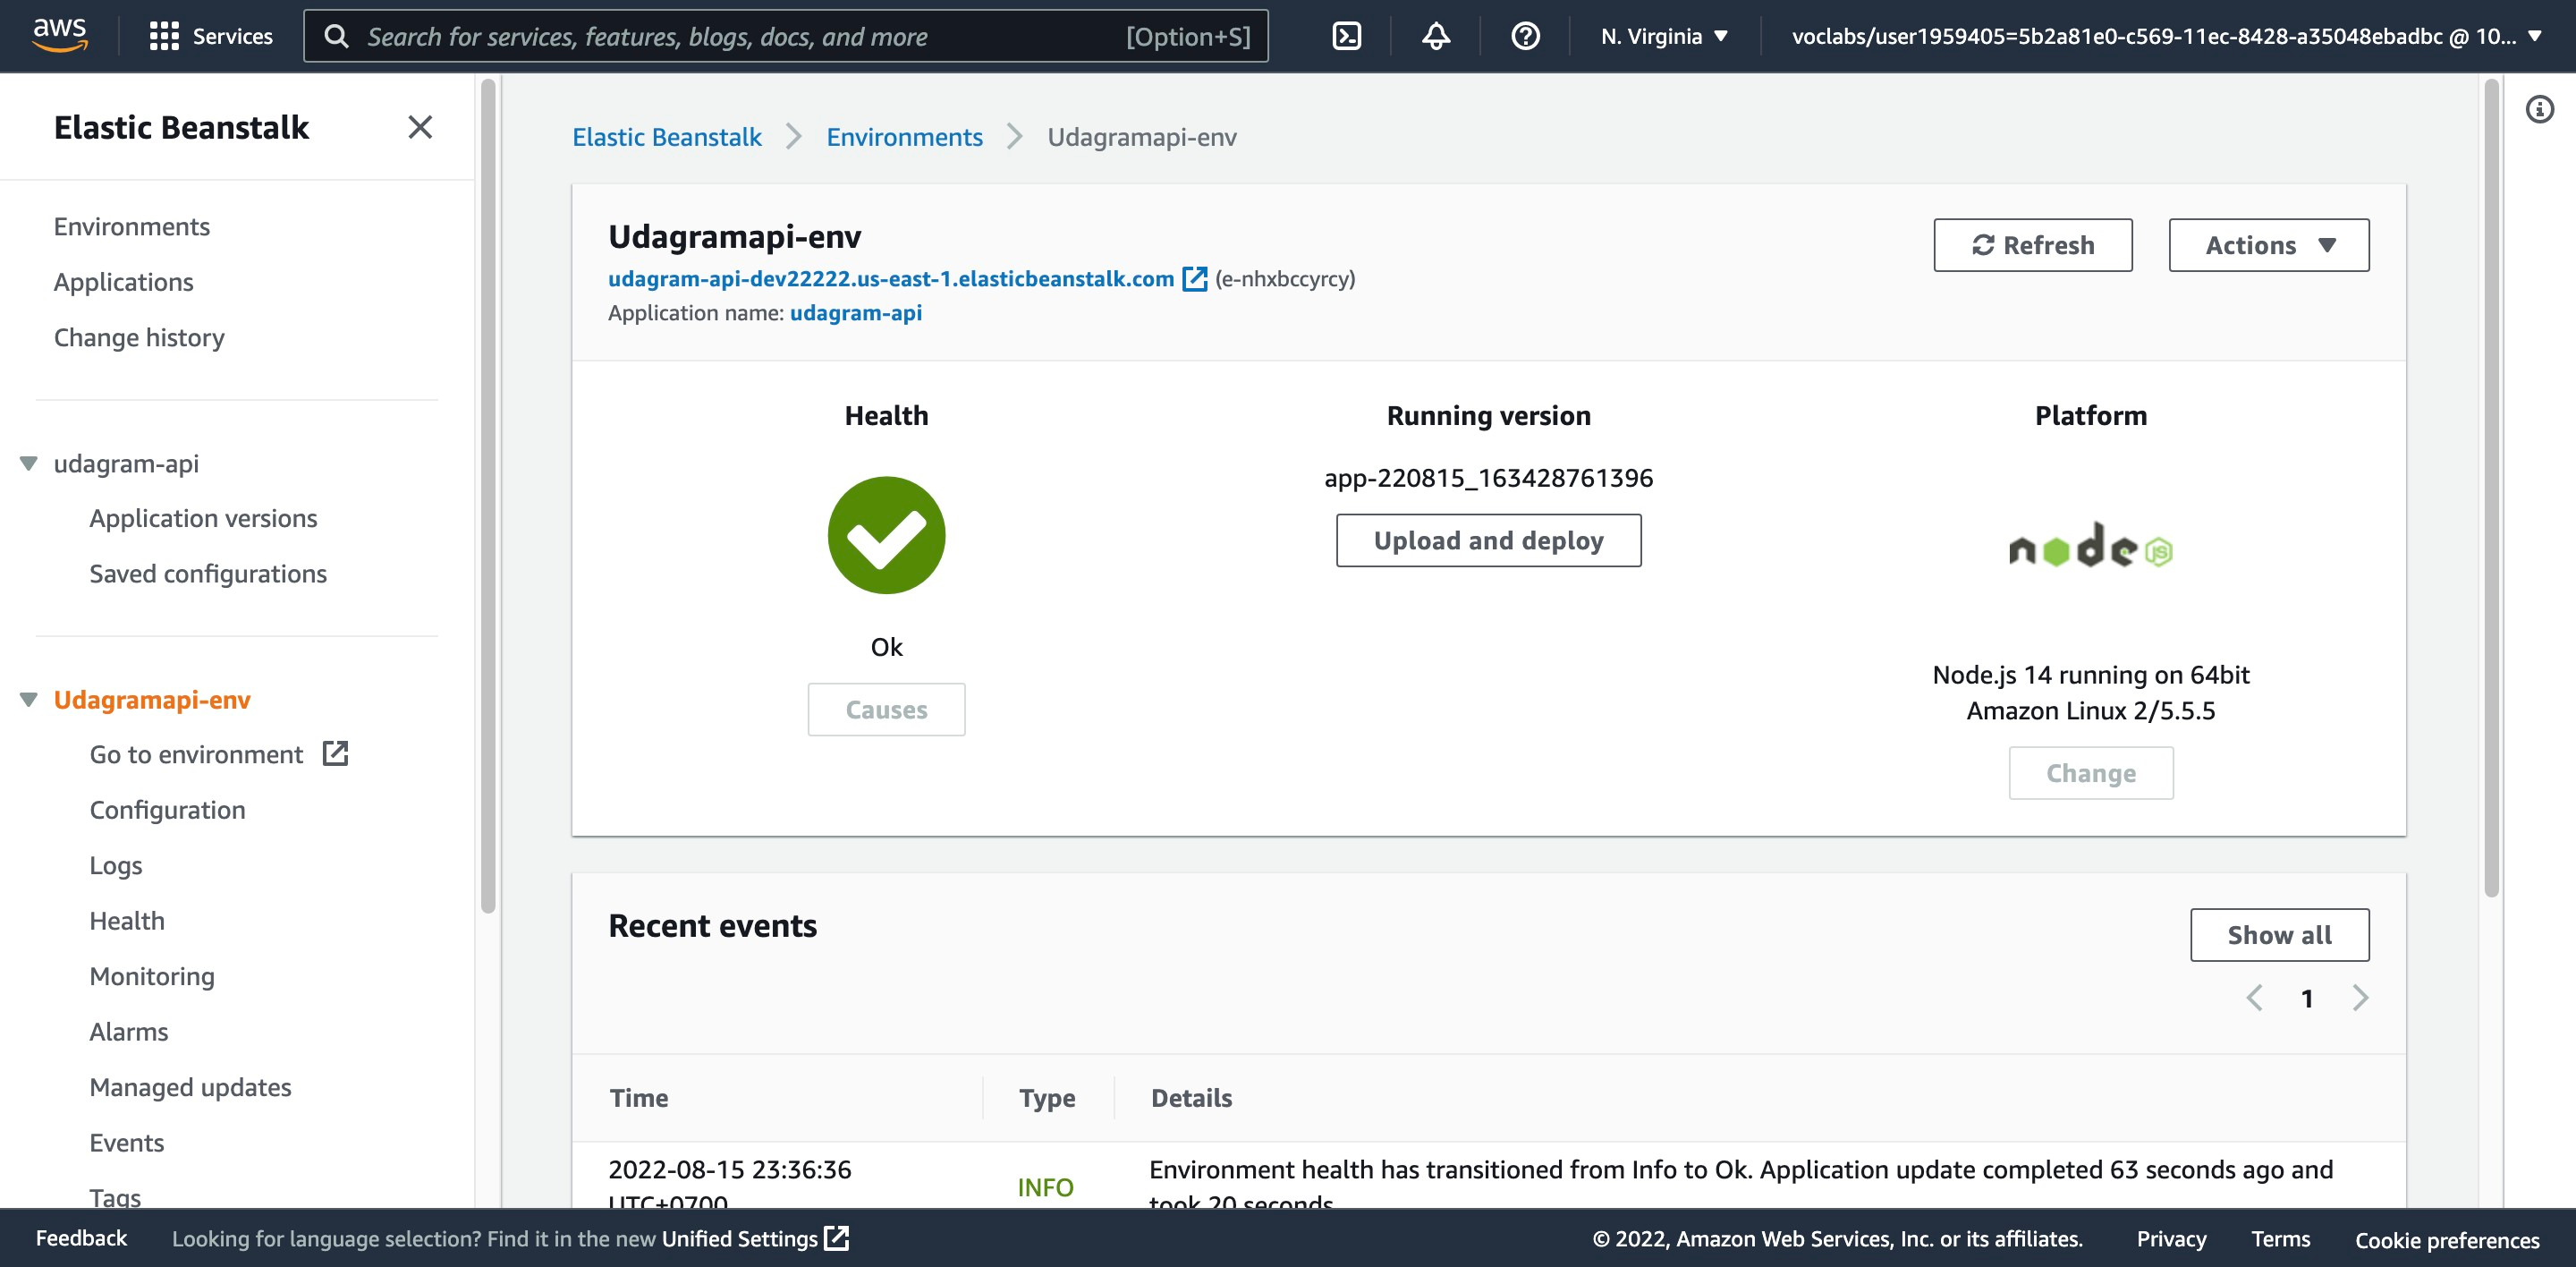 aws
Services
Search for services, features, blogs, docs, and more
[Option+S]
N. Virginia
voclabs/user1959405=5b2a81e0-c569-11ec-8428-a35048ebadbc @ 10...
Elastic Beanstalk
Environments
Applications
Change history
udagram-api
Application versions
Saved configurations
Udagramapi-env
Go to environment
Configuration
Logs
Health
Monitoring
Alarms
Managed updates
Events
Tags
Elastic Beanstalk
Environments
Udagramapi-env
Udagramapi-env
udagram-api-dev22222.us-east-1.elasticbeanstalk.com (e-nhxbccyrcy)
Application name: udagram-api
Refresh
Actions
Health
Ok
Causes
Running version
app-220815_163428761396
Upload and deploy
Platform
node JS
Node.js 14 running on 64bit
Amazon Linux 2/5.5.5
Change
Recent events
Show all
1
Time
Type
Details
2022-08-15 23:36:36
UTC+0700
INFO
Environment health has transitioned from Info to Ok. Application update completed 63 seconds ago and
took 20 seconds
Feedback
Looking for language selection? Find it in the new Unified Settings
© 2022, Amazon Web Services, Inc. or its affiliates.
Privacy
Terms
Cookie preferences